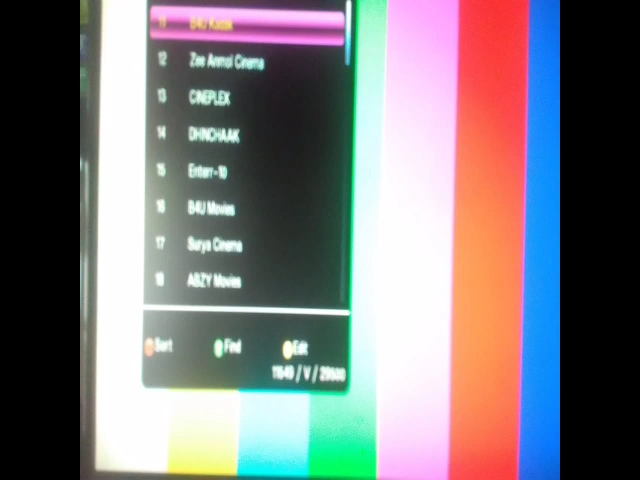 11 B4U Kadak
12 Zee Anmol Cinema
13 CINEPLEX
14 DHINCHAAK
15 Enterr-10
16 B4U Movies
17 Surya Cinema
18 ABZY Movies
Sort Find Edit
/ V / 29500